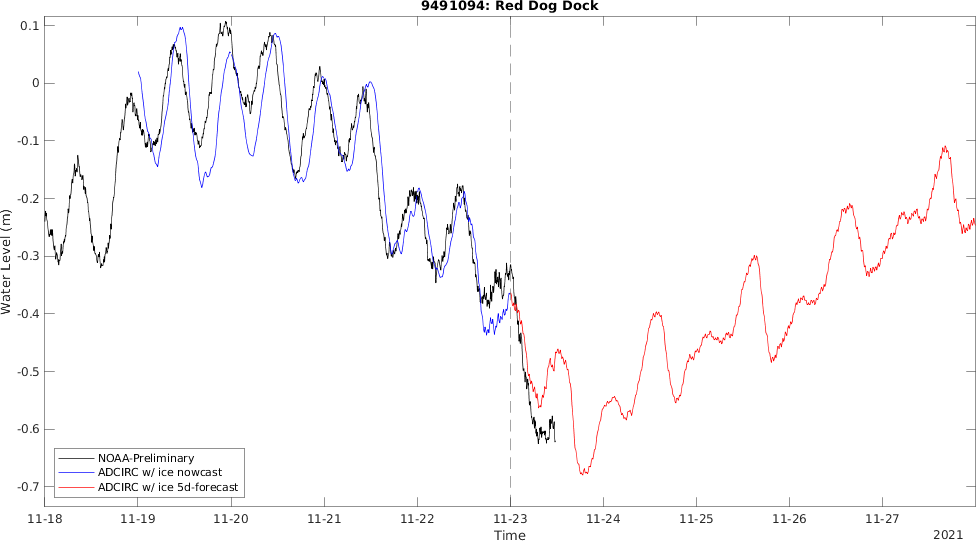 9491094: Red Dog Dock
0.1
0
-0.1
-0.2
-0.3
-0.4
-0.5
-0.6
-0.7
Water Level (m)
NOAA-Preliminary
ADCIRC w/ ice nowcast
ADCIRC w/ ice 5d-forecast
11-18 11-19 11-20 11-21 11-22 11-23 11-24 11-25 11-26 11-27
Time
2021